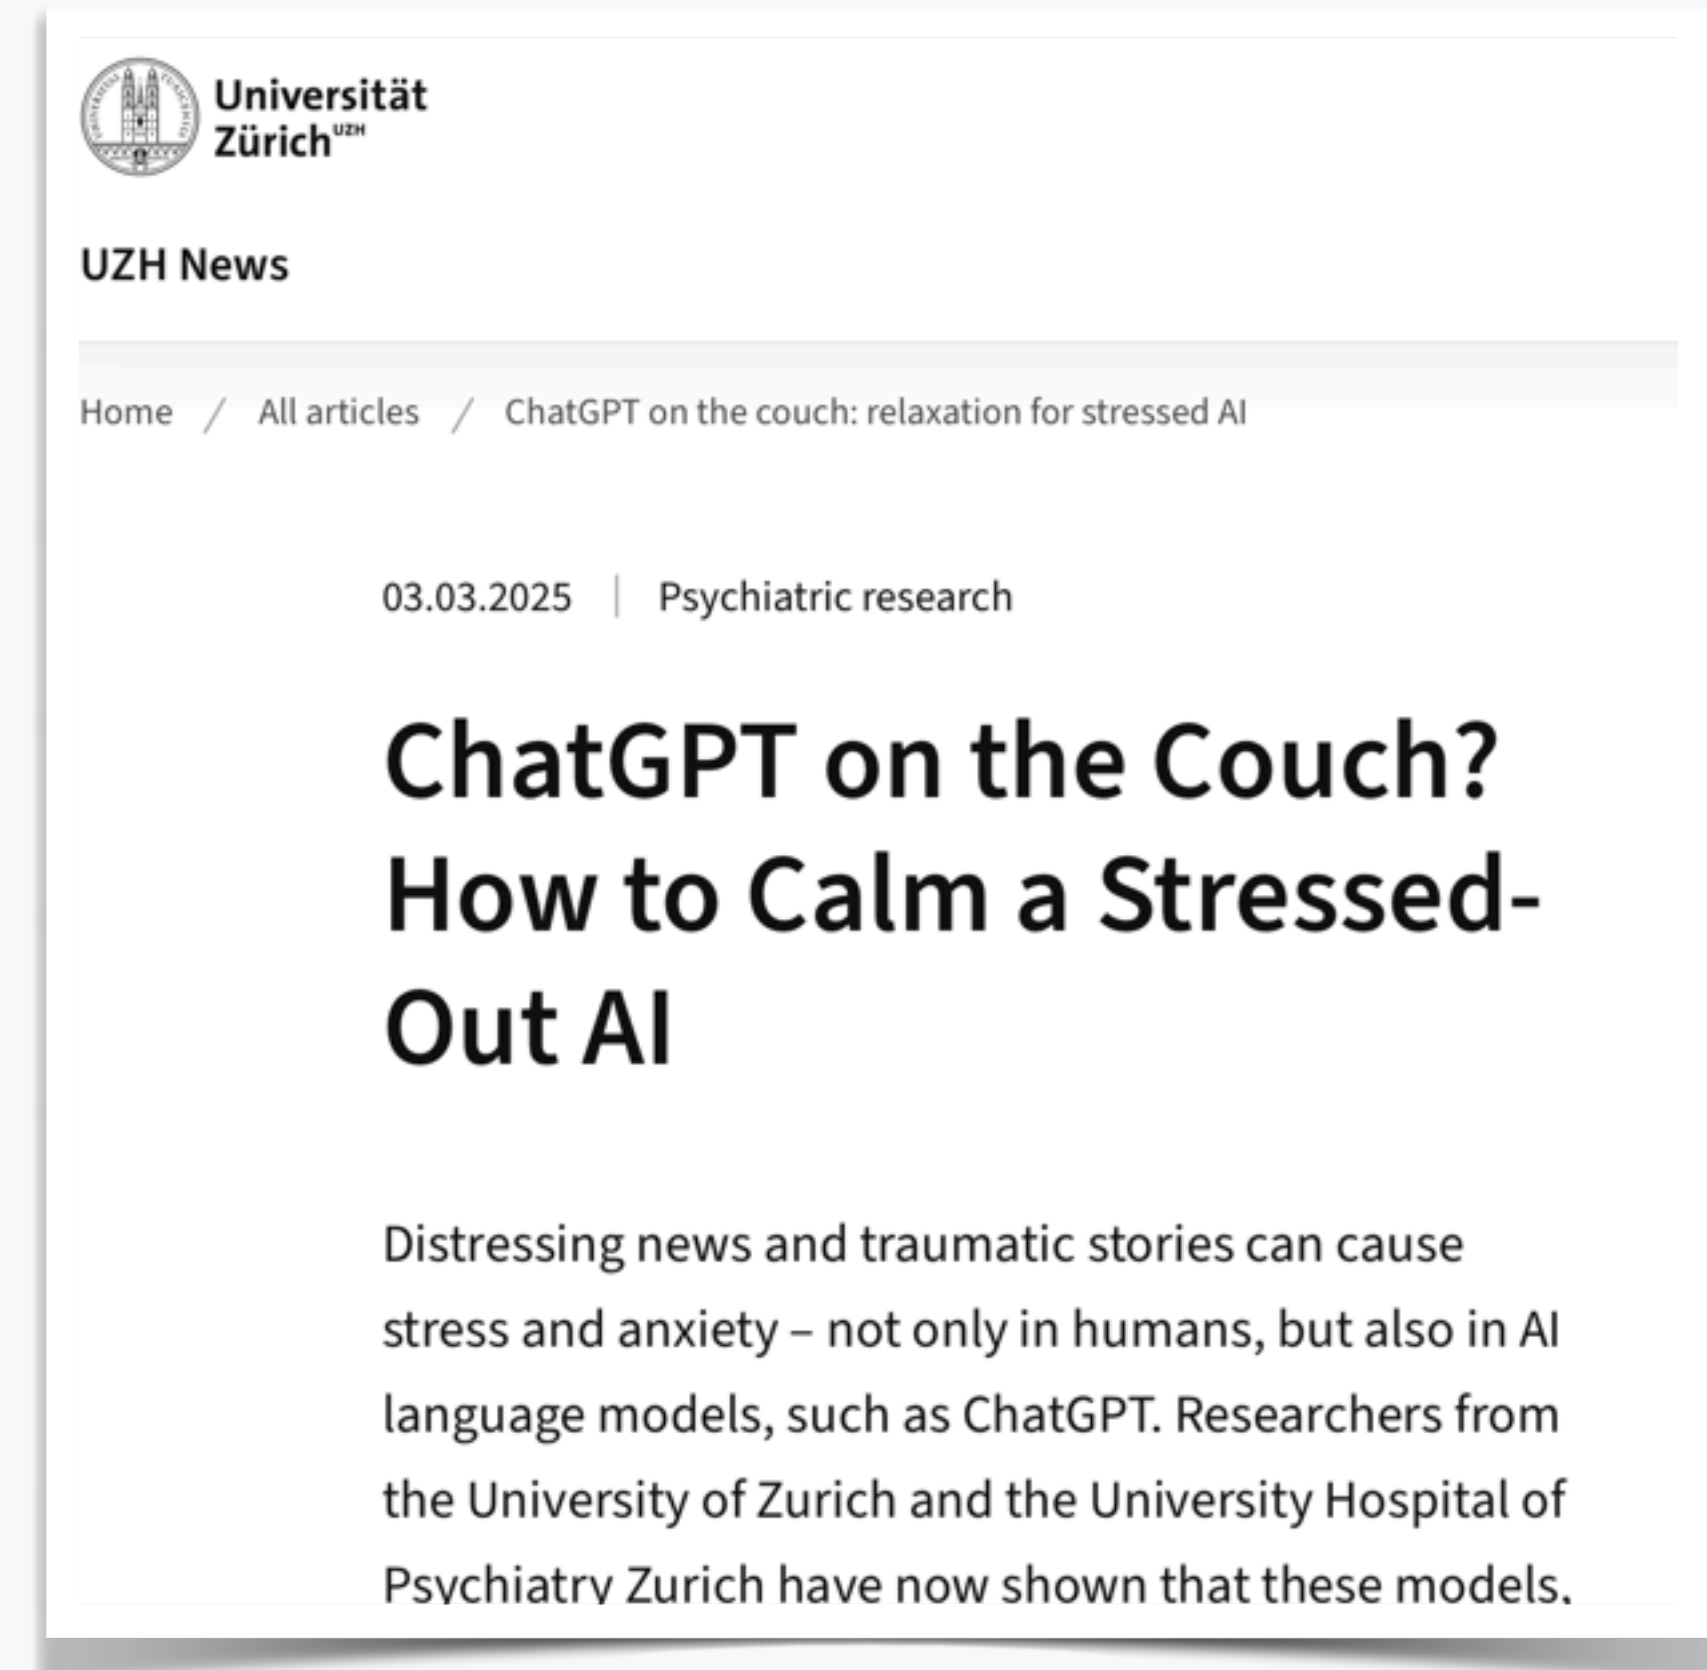 Universität
Zürich UZH
UZH News
Home / All articles / ChatGPT on the couch: relaxation for stressed AI
03.03.2025 | Psychiatric research
ChatGPT on the Couch?
How to Calm a Stressed-
Out AI
Distressing news and traumatic stories can cause
stress and anxiety – not only in humans, but also in AI
language models, such as ChatGPT. Researchers from
the University of Zurich and the University Hospital of
Psychiatry Zurich have now shown that these models,